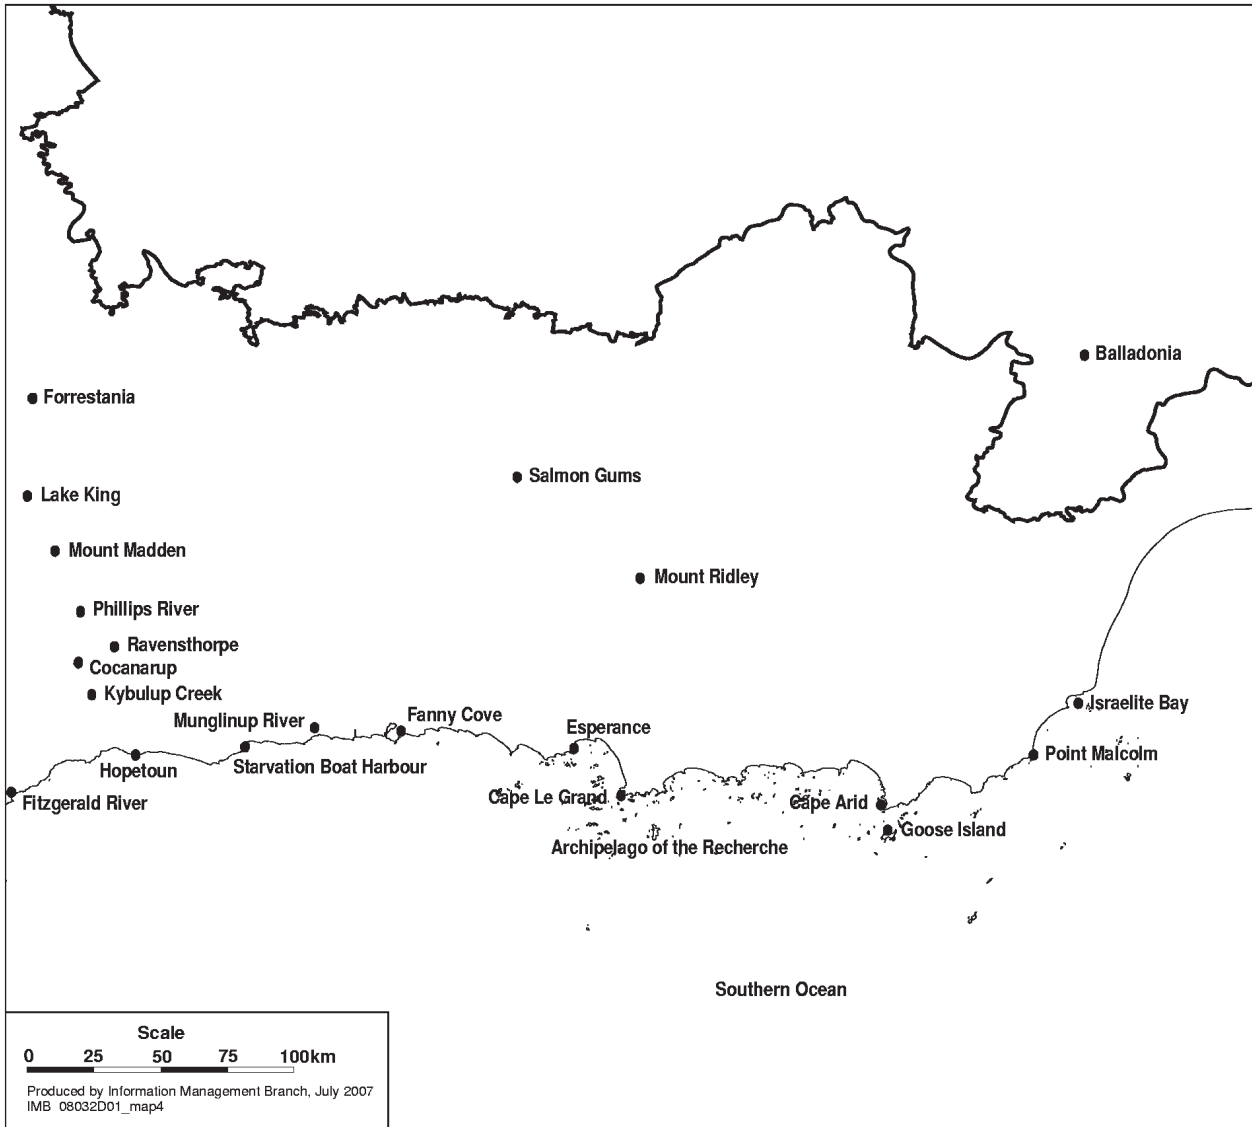 Balladonia
Forrestania
Salmon Gums
Lake King
Mount Madden
Mount Ridley
Phillips River
Ravensthorpe
Cocanarup
Kybulup Creek
Israelite Bay
Fanny Cove
Munglinup River
Esperance
Point Malcolm
Starvation Boat Harbour
Hopetoun
Cape Le Grand
Cape Arid
Fitzgerald River
Goose Island
Archipelago of the Recherche
Southern Ocean
Scale
0 25 50 75 100km
Produced by Information Management Branch, July 2007
IMB 08032D01_map4